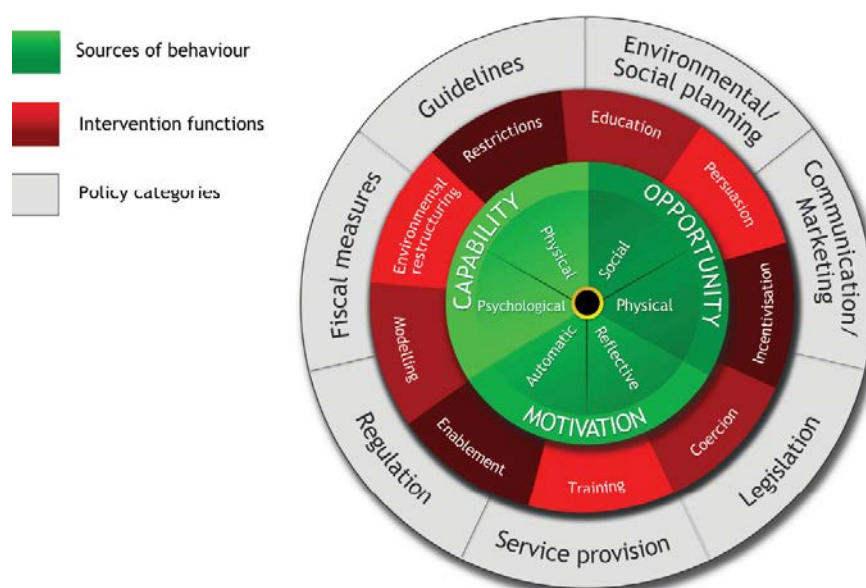 Sources of behaviour
Intervention functions
Policy categories
Guidelines
Environmental/
Social planning
Communication/
Marketing
Legislation
Service provision
Regulation
Fiscal measures
Restrictions
Education
Persuasion
Incentivisation
Coercion
Training
Enablement
Modelling
Environmental
restructuring
CAPABILITY
OPPORTUNITY
MOTIVATION
Physical
Social
Psychological
Physical
Automatic
Reflective